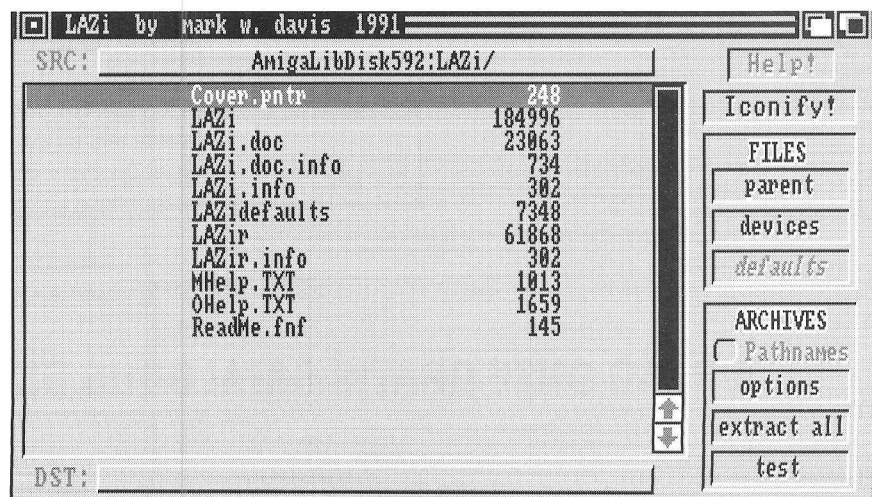 LAZi by mark w. davis 1991
SRC: AmigaLibDisk592:LAZi/
Help!
Cover.pntr 248
LAZi 184996
LAZi.doc 23063
LAZi.doc.info 734
LAZi.info 302
LAZidefaults 7348
LAZir 61868
LAZir.info 302
MHelp.TXT 1013
OHelp.TXT 1659
ReadMe.fnf 145
Iconify!
FILES
parent
devices
defaults
ARCHIVES
Pathnames
options
extract all
test
DST: